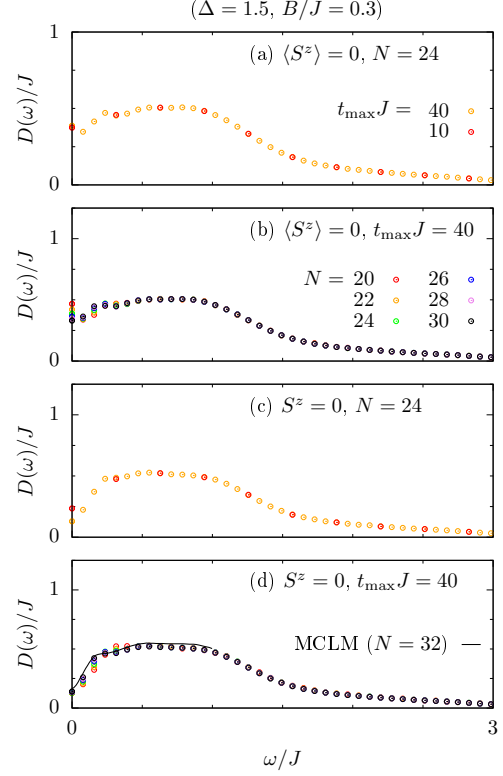 (Δ = 1.5, B/J = 0.3)
(a) ⟨S^z⟩ = 0, N = 24
t_max J = 40
10
D(ω)/J
1
0
(b) ⟨S^z⟩ = 0, t_max J = 40
N = 20 26
22 28
24 30
D(ω)/J
1
0
(c) S^z = 0, N = 24
D(ω)/J
1
0
(d) S^z = 0, t_max J = 40
MCLM (N = 32)
D(ω)/J
1
0
0 3
ω/J